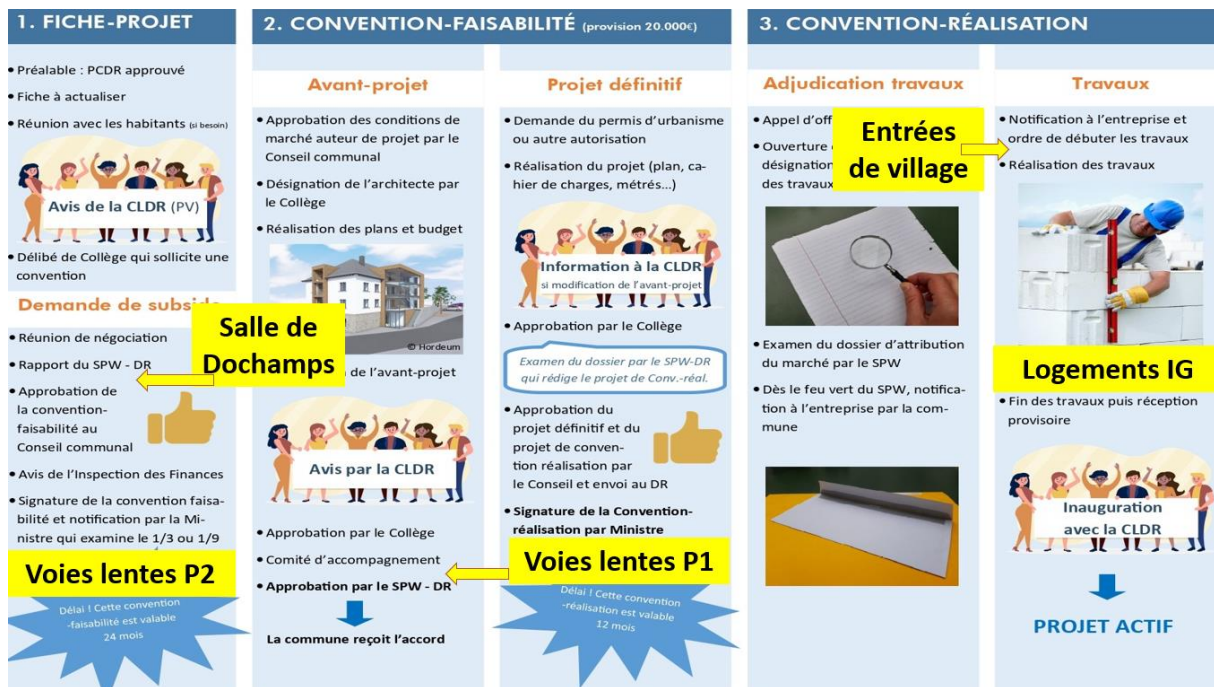 1. FICHE-PROJET
• Préalable : PCDR approuvé
• Fiche à actualiser
• Réunion avec les habitants (si besoin)
Avis de la CLDR (PV)
• Délibé de Collège qui sollicite une
convention
Demande de subside
• Réunion de négociation
• Rapport du SPW - DR
• Approbation de
la convention-
faisabilité au
Conseil communal
• Avis de l'Inspection des Finances
• Signature de la convention faisa-
bilité et notification par la Mi-
nistre qui examine le 1/3 ou 1/9
Voies lentes P2
Délai ! Cette convention
-faisabilité est valable
24 mois
2. CONVENTION-FAISABILITÉ (provision 20.000€)
Avant-projet
• Approbation des conditions de
marché auteur de projet par le
Conseil communal
• Désignation de l'architecte par
le Collège
• Réalisation des plans et budget
© Hordeum
Salle de
Dochamps
de l'avant-projet
Avis par la CLDR
• Approbation par le Collège
• Comité d'accompagnement
• Approbation par le SPW - DR
La commune reçoit l'accord
Projet définitif
• Demande du permis d'urbanisme
ou autre autorisation
• Réalisation du projet (plan, ca-
hier de charges, métrés...)
Information à la CLDR
si modification de l'avant-projet
• Approbation par le Collège
Examen du dossier par le SPW-DR
qui rédige le projet de Conv.-réal.
• Approbation du
projet définitif et du
projet de conven-
tion réalisation par
le Conseil et envoi au DR
• Signature de la Convention-
réalisation par Ministre
Voies lentes P1
Délai ! Cette convention
-réalisation est valable
12 mois
3. CONVENTION-RÉALISATION
Adjudication travaux
• Appel d'off
• Ouverture
désignation
des travaux
Entrées
de village
• Examen du dossier d'attribution
du marché par le SPW
• Dès le feu vert du SPW, notifica-
tion à l'entreprise par la com-
mune
Travaux
• Notification à l'entreprise et
ordre de débuter les travaux
• Réalisation des travaux
Logements IG
• Fin des travaux puis réception
provisoire
Inauguration
avec la CLDR
PROJET ACTIF